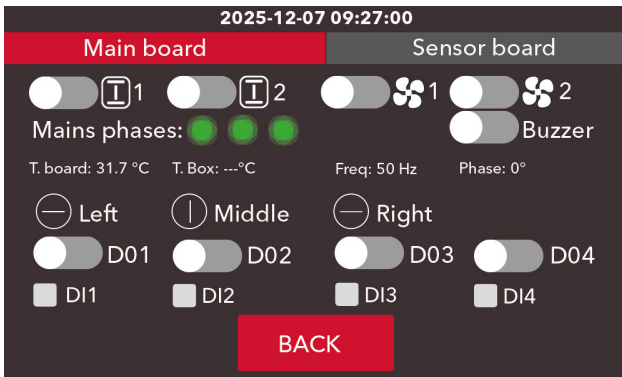 2025-12-07 09:27:00
Main board Sensor board
1 2 1 2
Mains phases: Buzzer
T. board: 31.7 °C T. Box: ---°C Freq: 50 Hz Phase: 0°
Left Middle Right
D01 D02 D03 D04
DI1 DI2 DI3 DI4
BACK